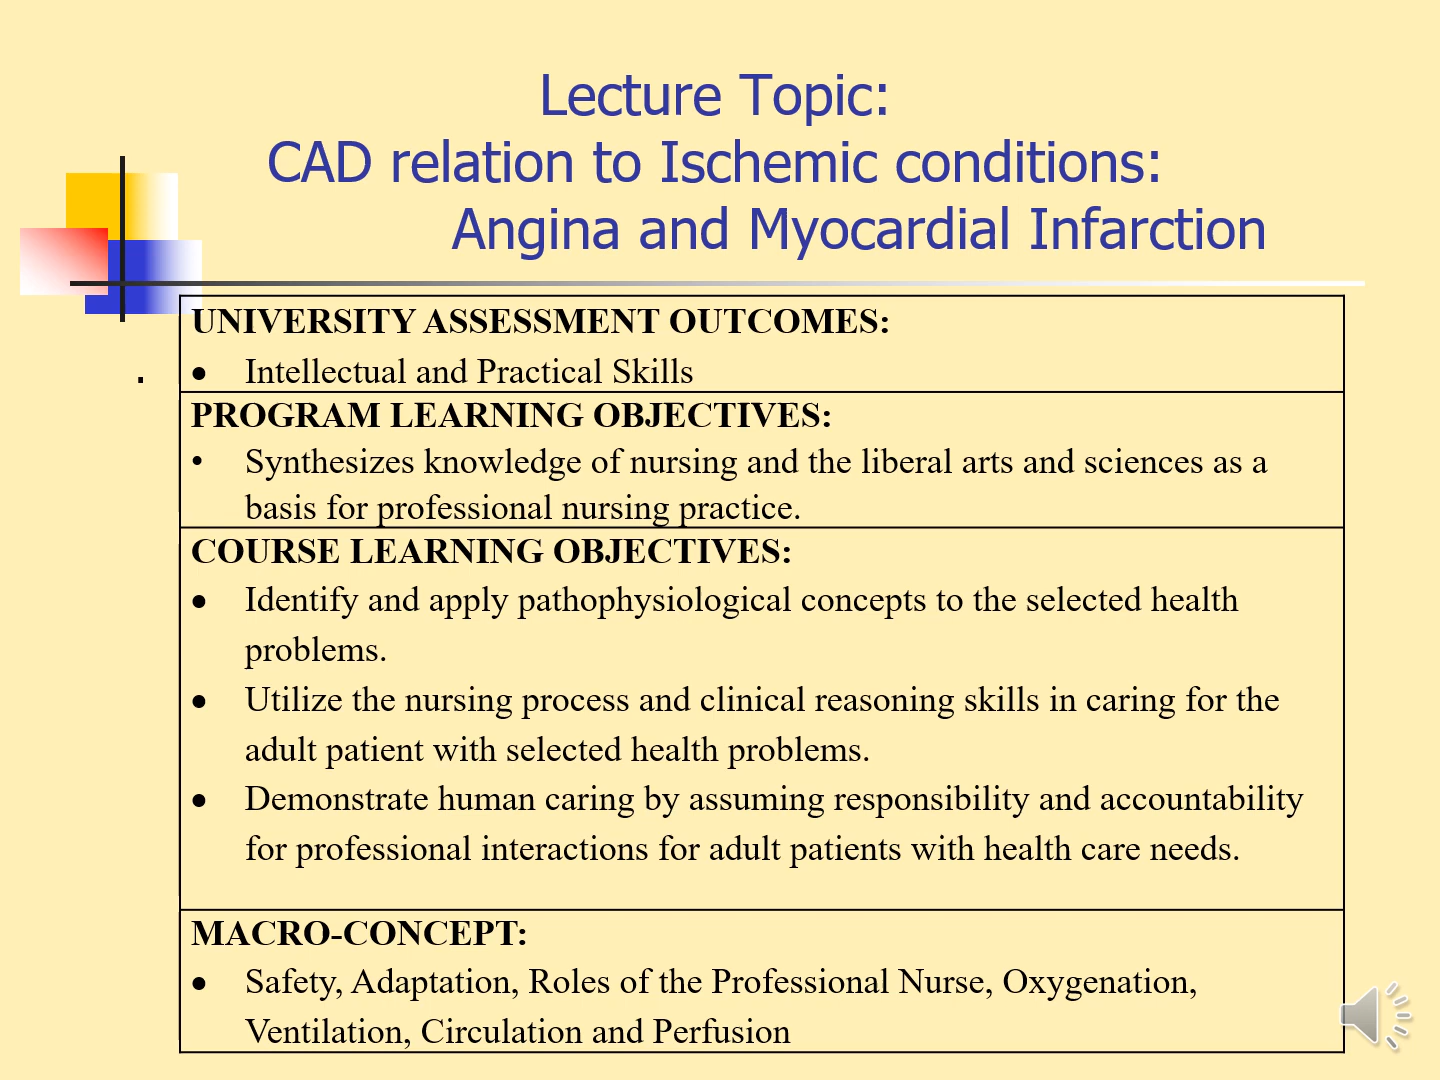 Lecture Topic:
CAD relation to Ischemic conditions:
Angina and Myocardial Infarction
.
UNIVERSITY ASSESSMENT OUTCOMES:
• Intellectual and Practical Skills
PROGRAM LEARNING OBJECTIVES:
• Synthesizes knowledge of nursing and the liberal arts and sciences as a
basis for professional nursing practice.
COURSE LEARNING OBJECTIVES:
• Identify and apply pathophysiological concepts to the selected health
problems.
• Utilize the nursing process and clinical reasoning skills in caring for the
adult patient with selected health problems.
• Demonstrate human caring by assuming responsibility and accountability
for professional interactions for adult patients with health care needs.
MACRO-CONCEPT:
• Safety, Adaptation, Roles of the Professional Nurse, Oxygenation,
Ventilation, Circulation and Perfusion